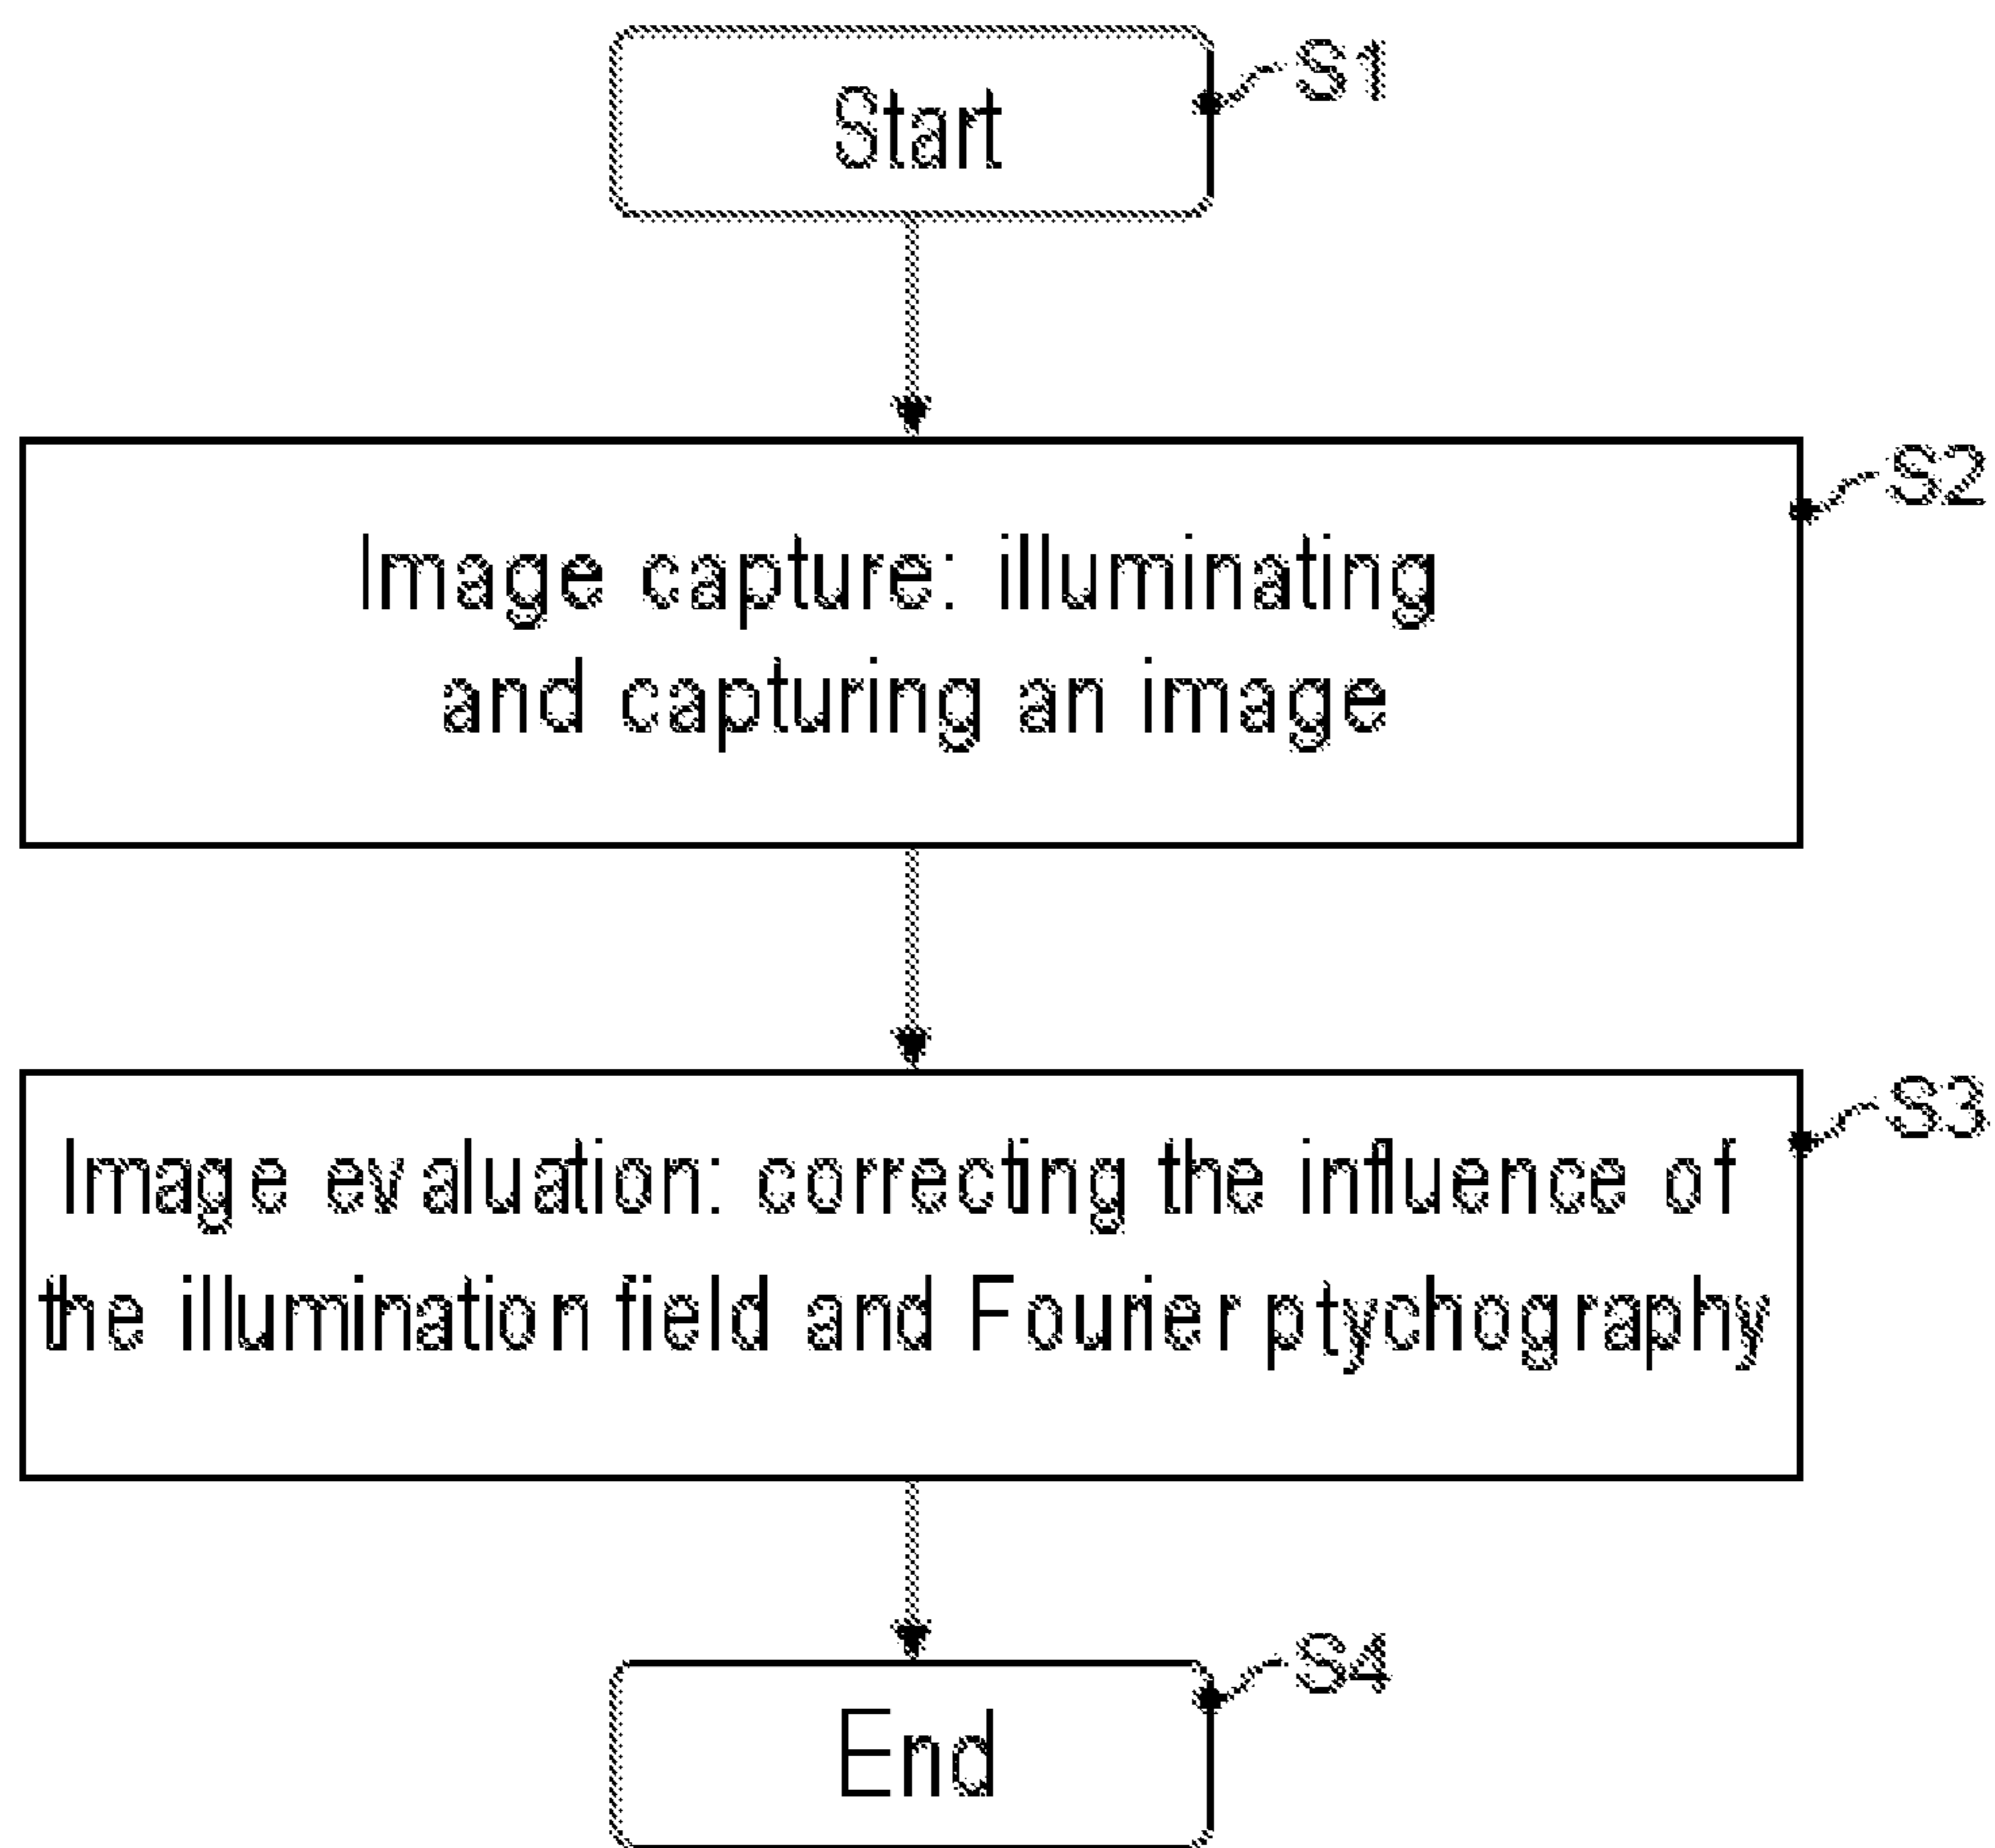 Start
S1
Image capture: illuminating
and capturing an image
S2
Image evaluation: correcting the influence of
the illumination field and Fourier ptychography
S3
End
S4